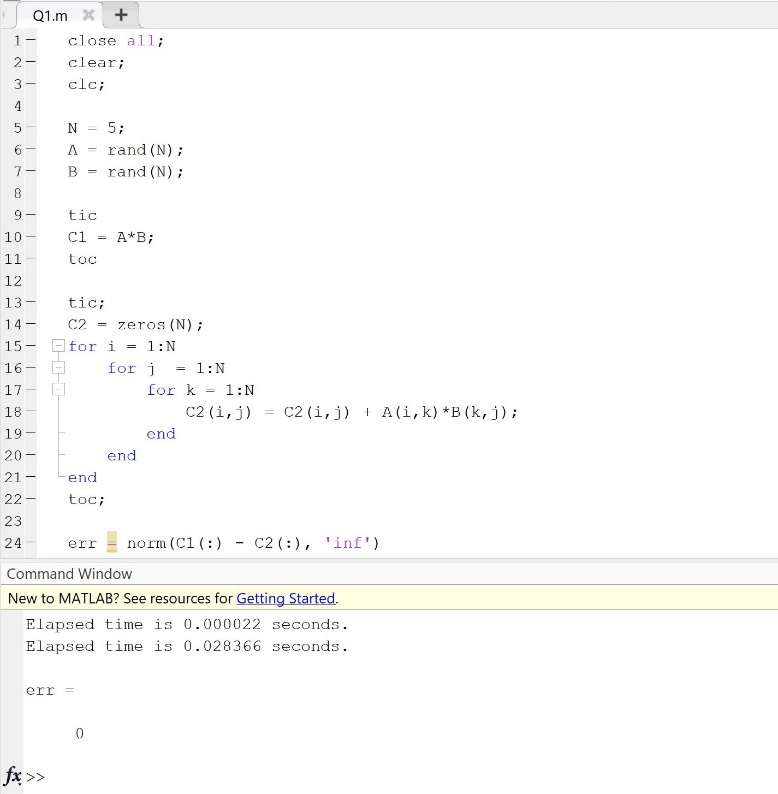 Q1.m
1 close all;
2 clear;
3 clc;
4
5 N = 5;
6 A = rand(N);
7 B = rand(N);
8
9 tic
10 C1 = A*B;
11 toc
12
13 tic;
14 C2 = zeros(N);
15 for i = 1:N
16 for j  = 1:N
17 for k = 1:N
18 C2(i,j) = C2(i,j) + A(i,k)*B(k,j);
19 end
20 end
21 end
22 toc;
23
24 err = norm(C1(:) - C2(:), 'inf')
Command Window
New to MATLAB? See resources for Getting Started.
Elapsed time is 0.000022 seconds.
Elapsed time is 0.028366 seconds.
err =
0
fx >>